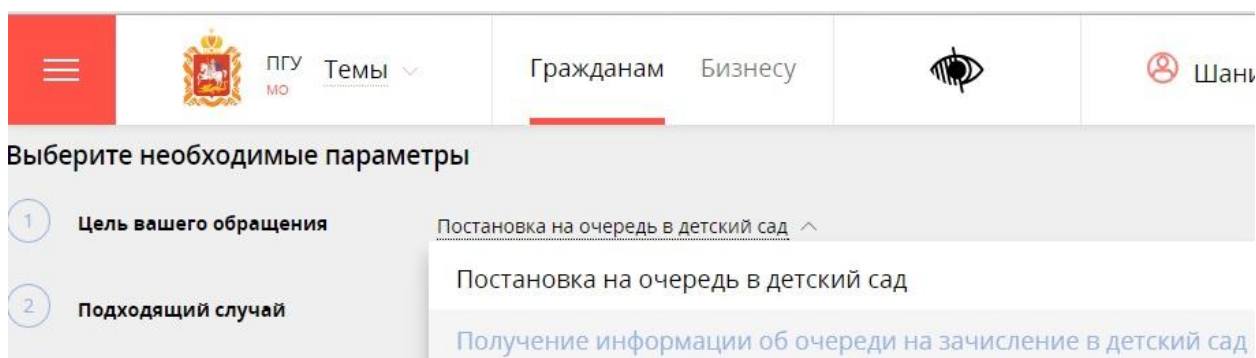 ПГУ
МО
Темы
Гражданам
Бизнесу
Выберите необходимые параметры
1 Цель вашего обращения Постановка на очередь в детский сад
Постановка на очередь в детский сад
2 Подходящий случай
Получение информации об очереди на зачисление в детский сад